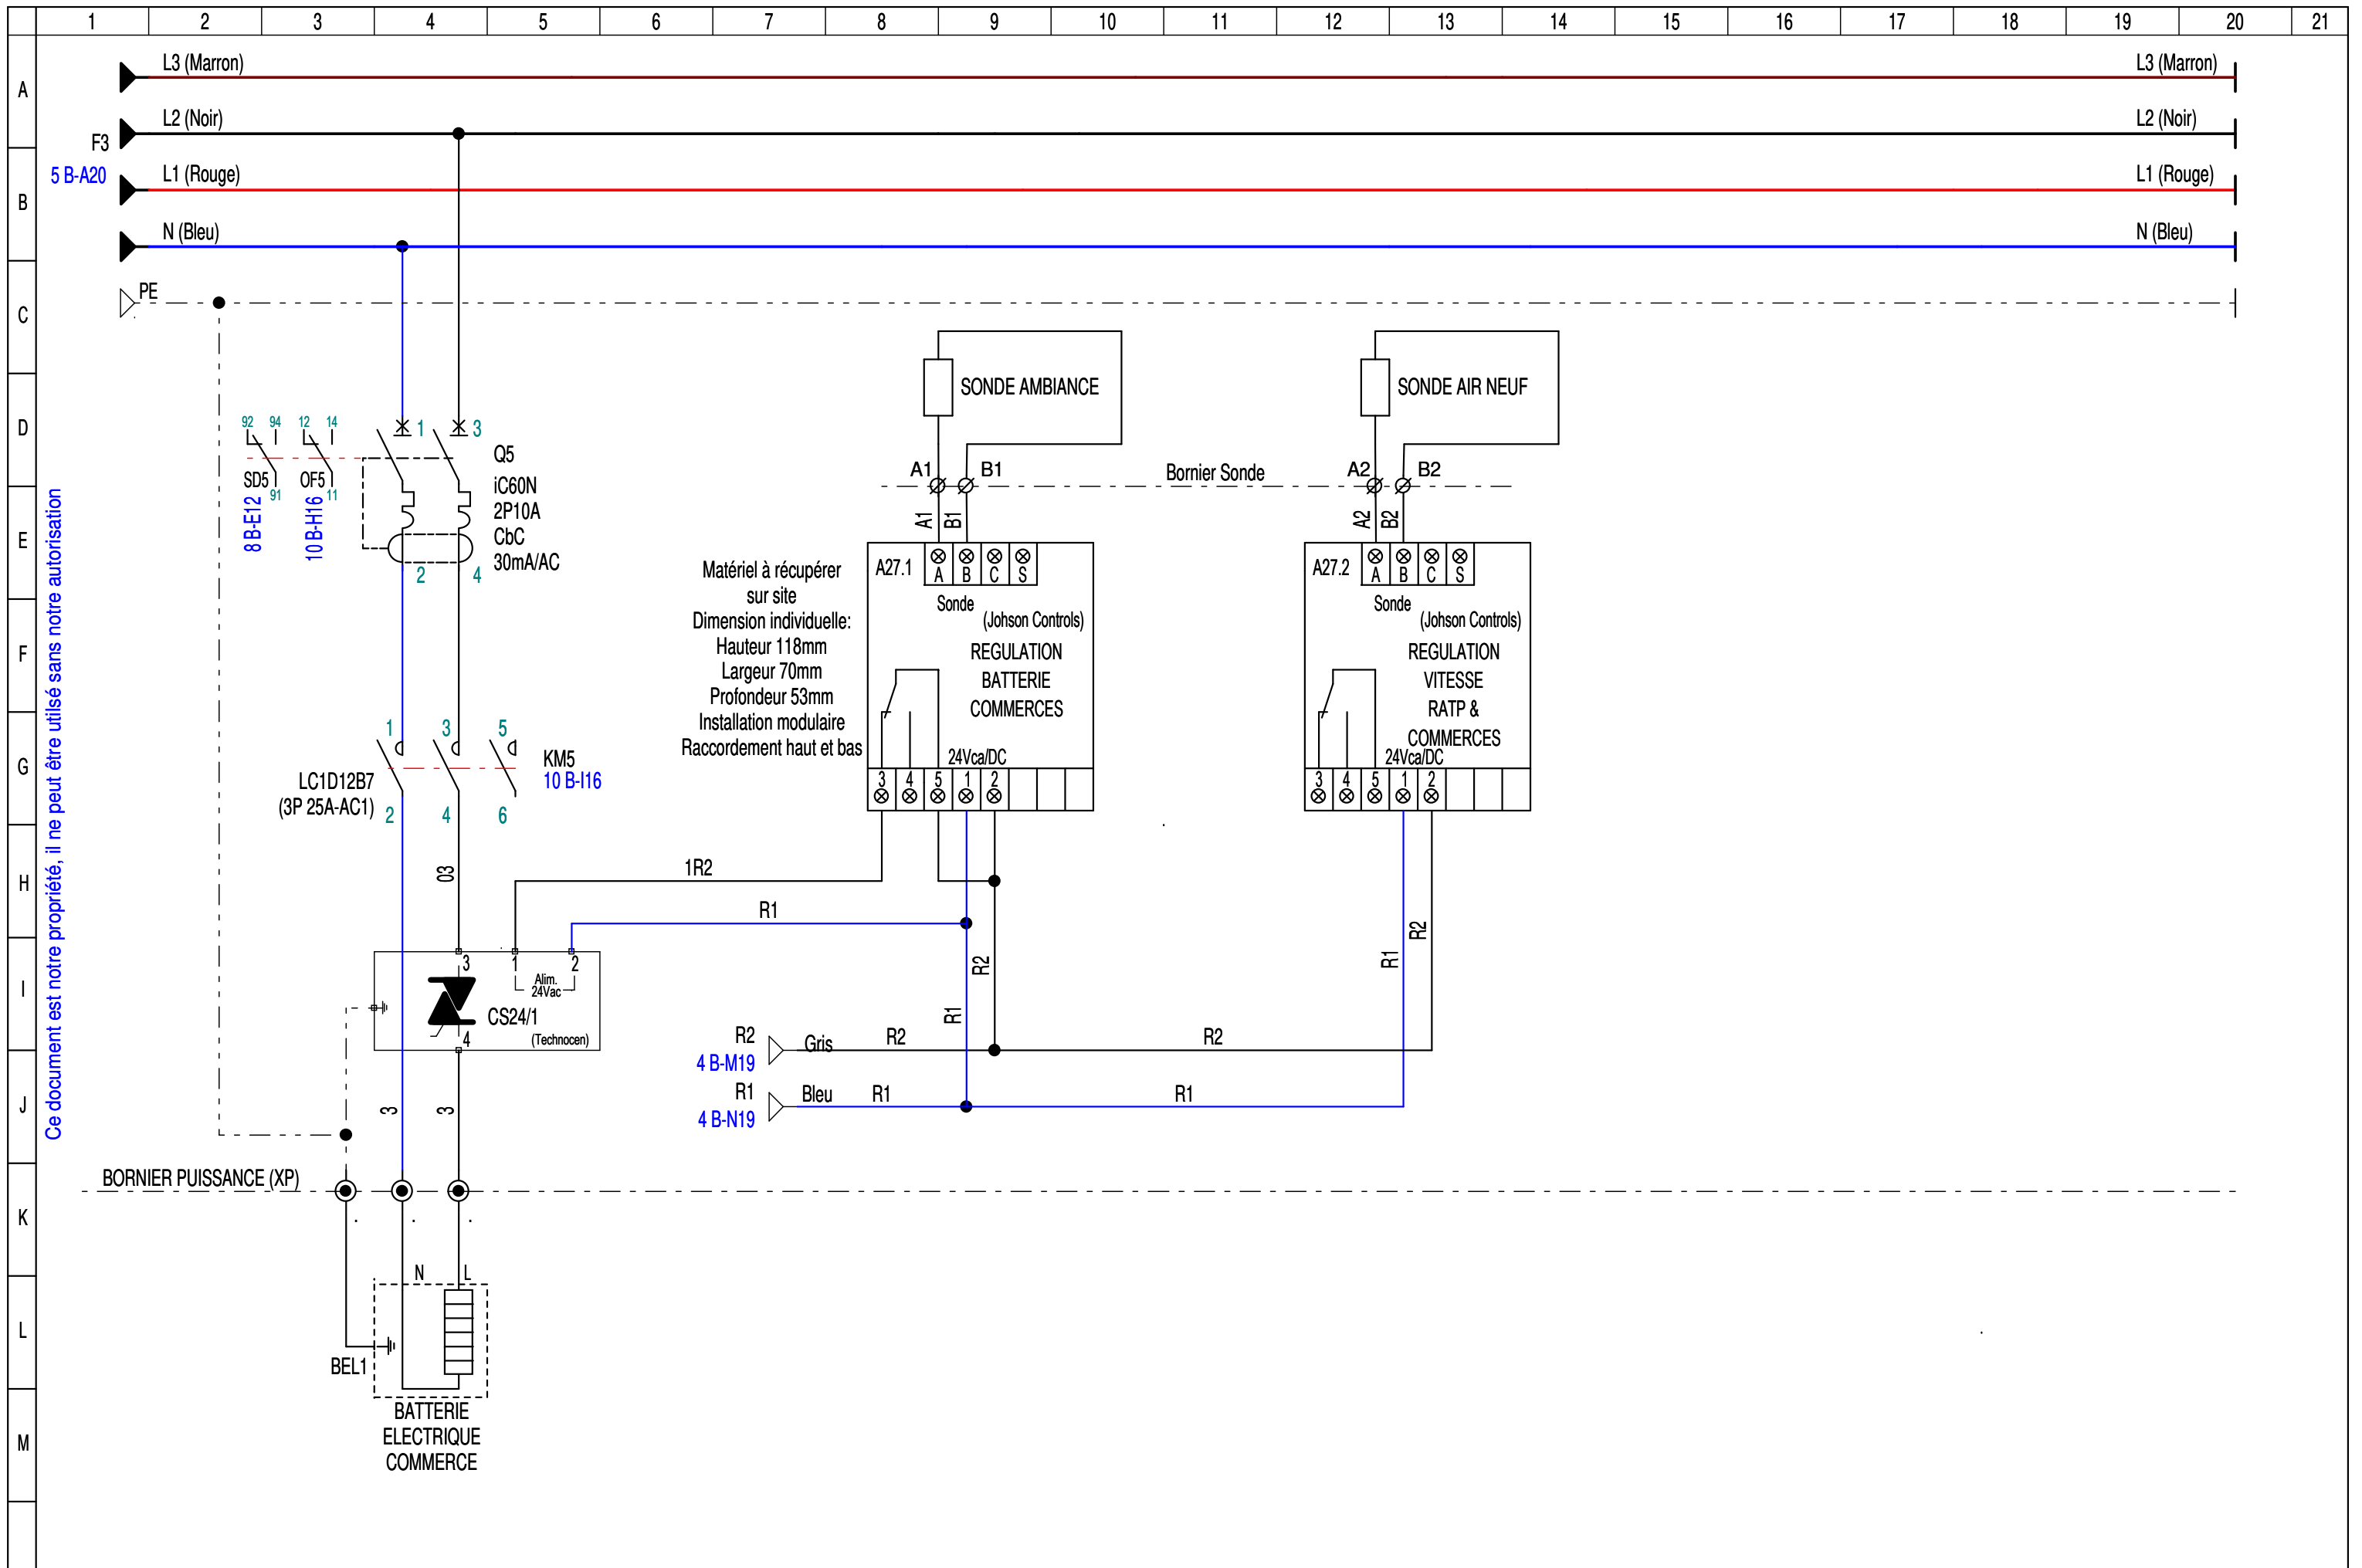 1 2 3 4 5 6 7 8 9 10 11 12 13 14 15 16 17 18 19 20 21
A
B
C
D
E
F
G
H
I
J
K
L
M
L3 (Marron)
L3 (Marron)
L2 (Noir)
L2 (Noir)
F3
5 B-A20
L1 (Rouge)
L1 (Rouge)
N (Bleu)
N (Bleu)
PE
Ce document est notre propriété, il ne peut être utilsé sans notre autorisation
92 94 12 14
SD5 OF5
91 11
8 B-E12
10 B-H16
1 3
Q5
iC60N
2P10A
CbC
30mA/AC
2 4
1 3 5
KM5
10 B-I16
LC1D12B7
(3P 25A-AC1)
2 4 6
03
1R2
R1
3 1 2
Alim.
24Vac
CS24/1
(Technocen)
4
3 3
BORNIER PUISSANCE (XP)
N L
BEL1
BATTERIE
ELECTRIQUE
COMMERCE
SONDE AMBIANCE
A1 B1
Bornier Sonde
A1 B1
Matériel à récupérer
sur site
Dimension individuelle:
Hauteur 118mm
Largeur 70mm
Profondeur 53mm
Installation modulaire
Raccordement haut et bas
A27.1
A B C S
Sonde
(Johson Controls)
REGULATION
BATTERIE
COMMERCES
24Vca/DC
3 4 5 1 2
R2
R1
R2
4 B-M19
Gris
R2
R2
R1
4 B-N19
Bleu
R1
R1
SONDE AIR NEUF
A2 B2
A2 B2
A27.2
A B C S
Sonde
(Johson Controls)
REGULATION
VITESSE
RATP &
COMMERCES
24Vca/DC
3 4 5 1 2
R1
R2